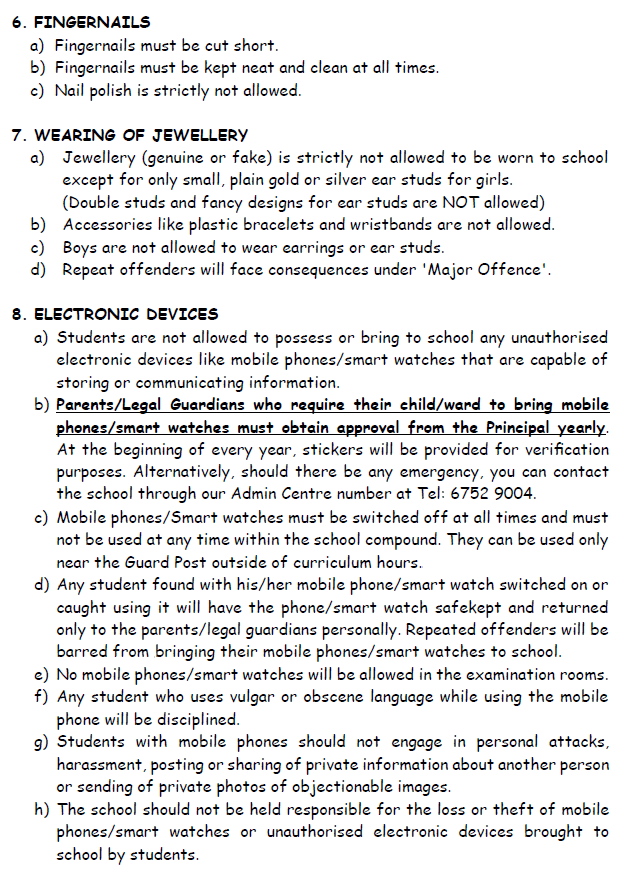 6. FINGERNAILS
a) Fingernails must be cut short.
b) Fingernails must be kept neat and clean at all times.
c) Nail polish is strictly not allowed.
7. WEARING OF JEWELLERY
a) Jewellery (genuine or fake) is strictly not allowed to be worn to school
except for only small, plain gold or silver ear studs for girls.
(Double studs and fancy designs for ear studs are NOT allowed)
b) Accessories like plastic bracelets and wristbands are not allowed.
c) Boys are not allowed to wear earrings or ear studs.
d) Repeat offenders will face consequences under 'Major Offence'.
8. ELECTRONIC DEVICES
a) Students are not allowed to possess or bring to school any unauthorised
electronic devices like mobile phones/smart watches that are capable of
storing or communicating information.
b) Parents/Legal Guardians who require their child/ward to bring mobile
phones/smart watches must obtain approval from the Principal yearly.
At the beginning of every year, stickers will be provided for verification
purposes. Alternatively, should there be any emergency, you can contact
the school through our Admin Centre number at Tel: 6752 9004.
c) Mobile phones/Smart watches must be switched off at all times and must
not be used at any time within the school compound. They can be used only
near the Guard Post outside of curriculum hours.
d) Any student found with his/her mobile phone/smart watch switched on or
caught using it will have the phone/smart watch safekept and returned
only to the parents/legal guardians personally. Repeated offenders will be
barred from bringing their mobile phones/smart watches to school.
e) No mobile phones/smart watches will be allowed in the examination rooms.
f) Any student who uses vulgar or obscene language while using the mobile
phone will be disciplined.
g) Students with mobile phones should not engage in personal attacks,
harassment, posting or sharing of private information about another person
or sending of private photos of objectionable images.
h) The school should not be held responsible for the loss or theft of mobile
phones/smart watches or unauthorised electronic devices brought to
school by students.